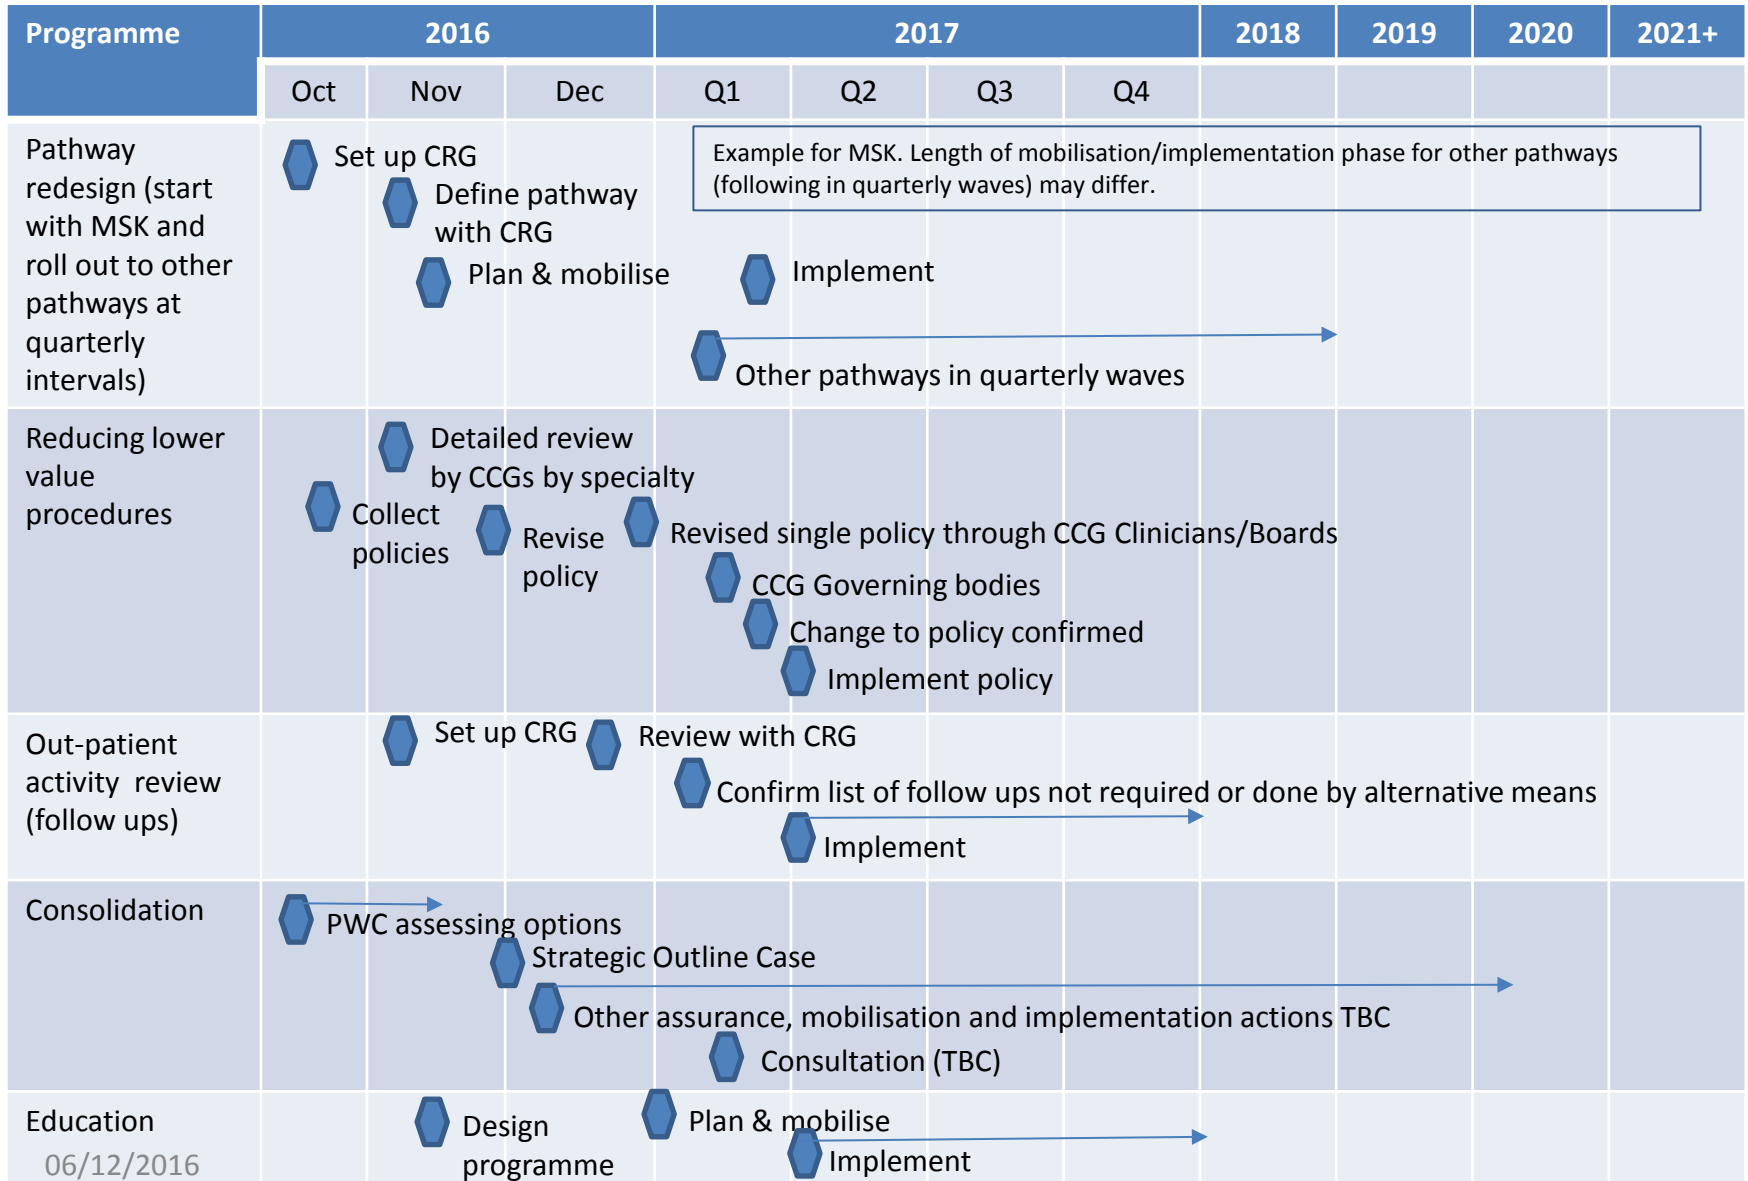 Programme
2016
2017
2018
2019
2020
2021+
Oct
Nov
Dec
Q1
Q2
Q3
Q4
Pathway
redesign (start
with MSK and
roll out to other
pathways at
quarterly
intervals)
Set up CRG
Define pathway
with CRG
Plan & mobilise
Example for MSK. Length of mobilisation/implementation phase for other pathways
(following in quarterly waves) may differ.
Implement
Other pathways in quarterly waves
Reducing lower
value
procedures
Detailed review
by CCGs by specialty
Collect
policies
Revise
policy
Revised single policy through CCG Clinicians/Boards
CCG Governing bodies
Change to policy confirmed
Implement policy
Out-patient
activity review
(follow ups)
Set up CRG
Review with CRG
Confirm list of follow ups not required or done by alternative means
Implement
Consolidation
PWC assessing options
Strategic Outline Case
Other assurance, mobilisation and implementation actions TBC
Consultation (TBC)
Education
Design
programme
Plan & mobilise
Implement
06/12/2016